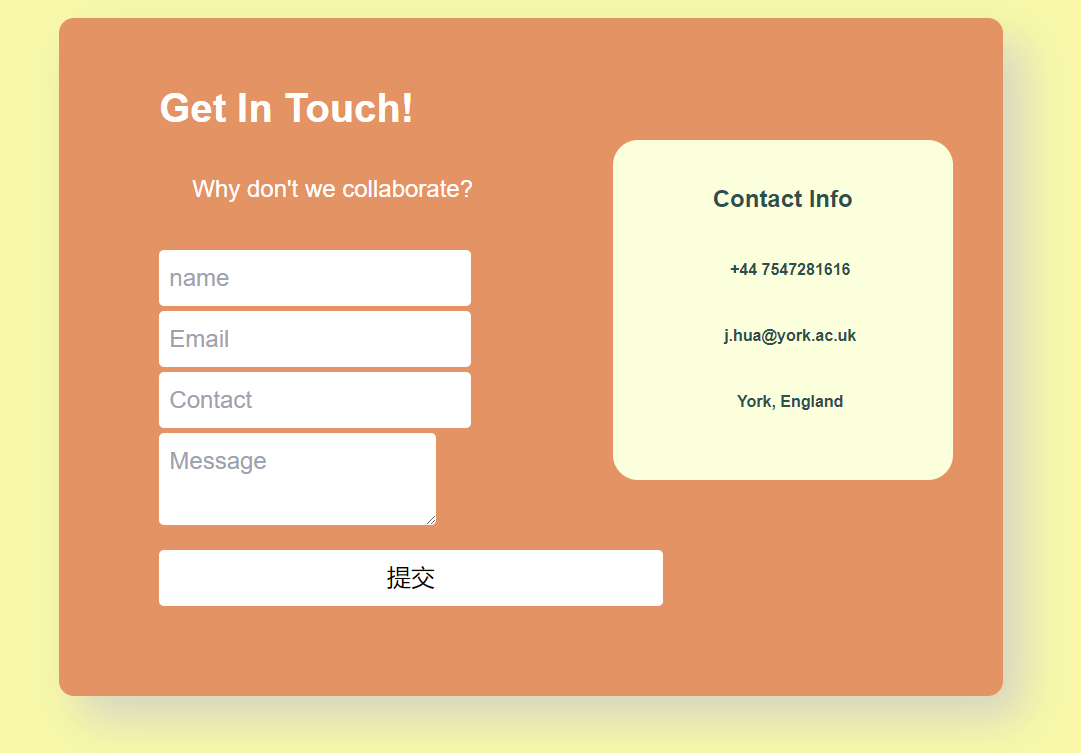 Get In Touch!
Why don't we collaborate?
name
Email
Contact
Message
提交
Contact Info
+44 7547281616
j.hua@york.ac.uk
York, England